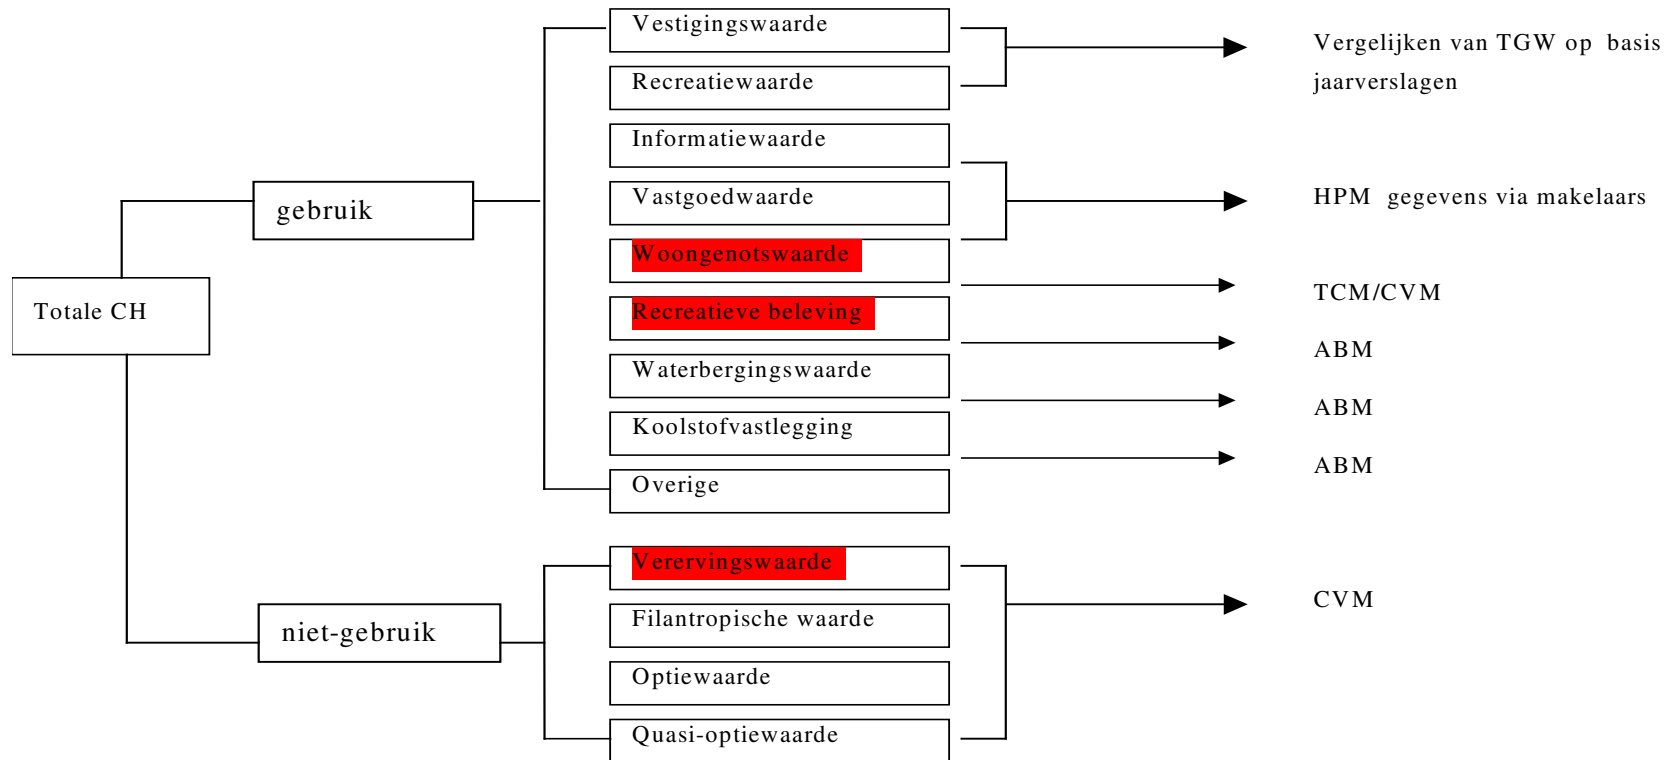 Totale CH
gebruik
niet-gebruik
Vestigingswaarde
Recreatiewaarde
Informatiewaarde
Vastgoedwaarde
Woongenotswaarde
Recreatieve beleving
Waterbergingswaarde
Koolstofvastlegging
Overige
Verervingswaarde
Filantropische waarde
Optiewaarde
Quasi-optiewaarde
Vergelijken van TGW op basis
jaarverslagen
HPM gegevens via makelaars
TCM/CVM
ABM
ABM
ABM
CVM